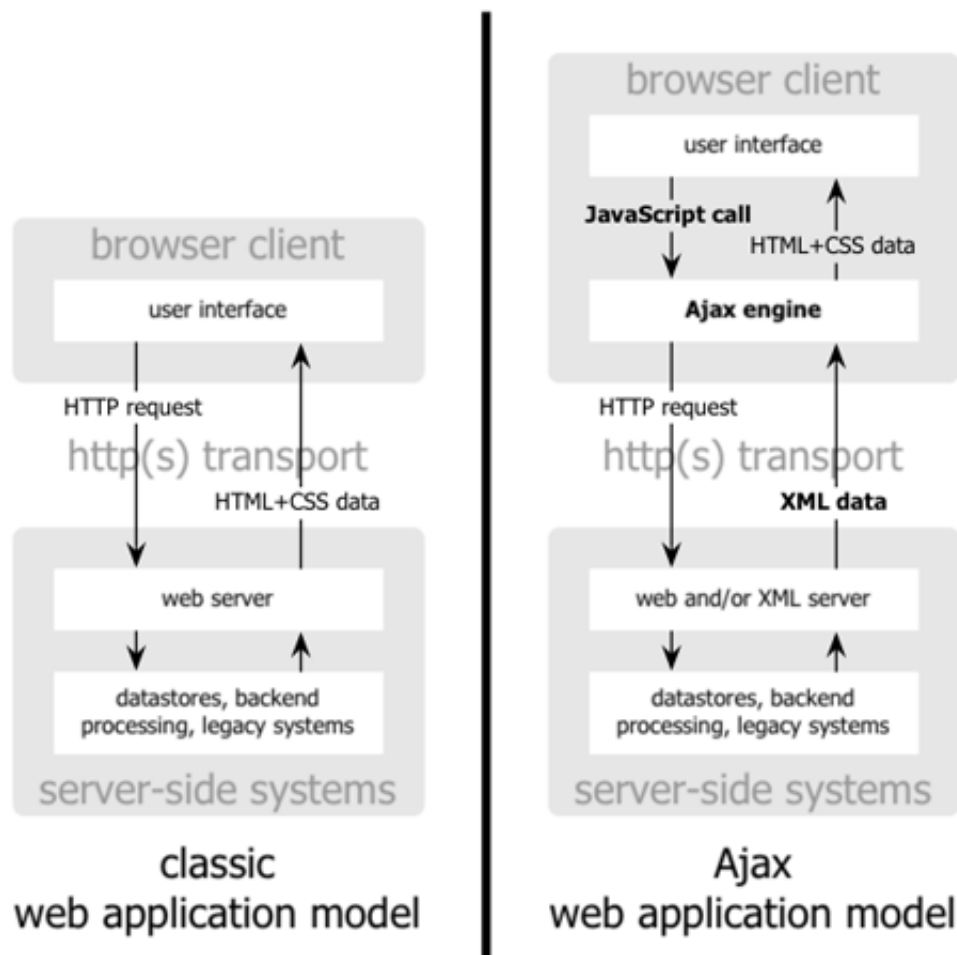 browser client
user interface
HTTP request
http(s) transport
HTML+CSS data
web server
datastores, backend
processing, legacy systems
server-side systems
classic
web application model
browser client
user interface
JavaScript call
HTML+CSS data
Ajax engine
HTTP request
http(s) transport
XML data
web and/or XML server
datastores, backend
processing, legacy systems
server-side systems
Ajax
web application model